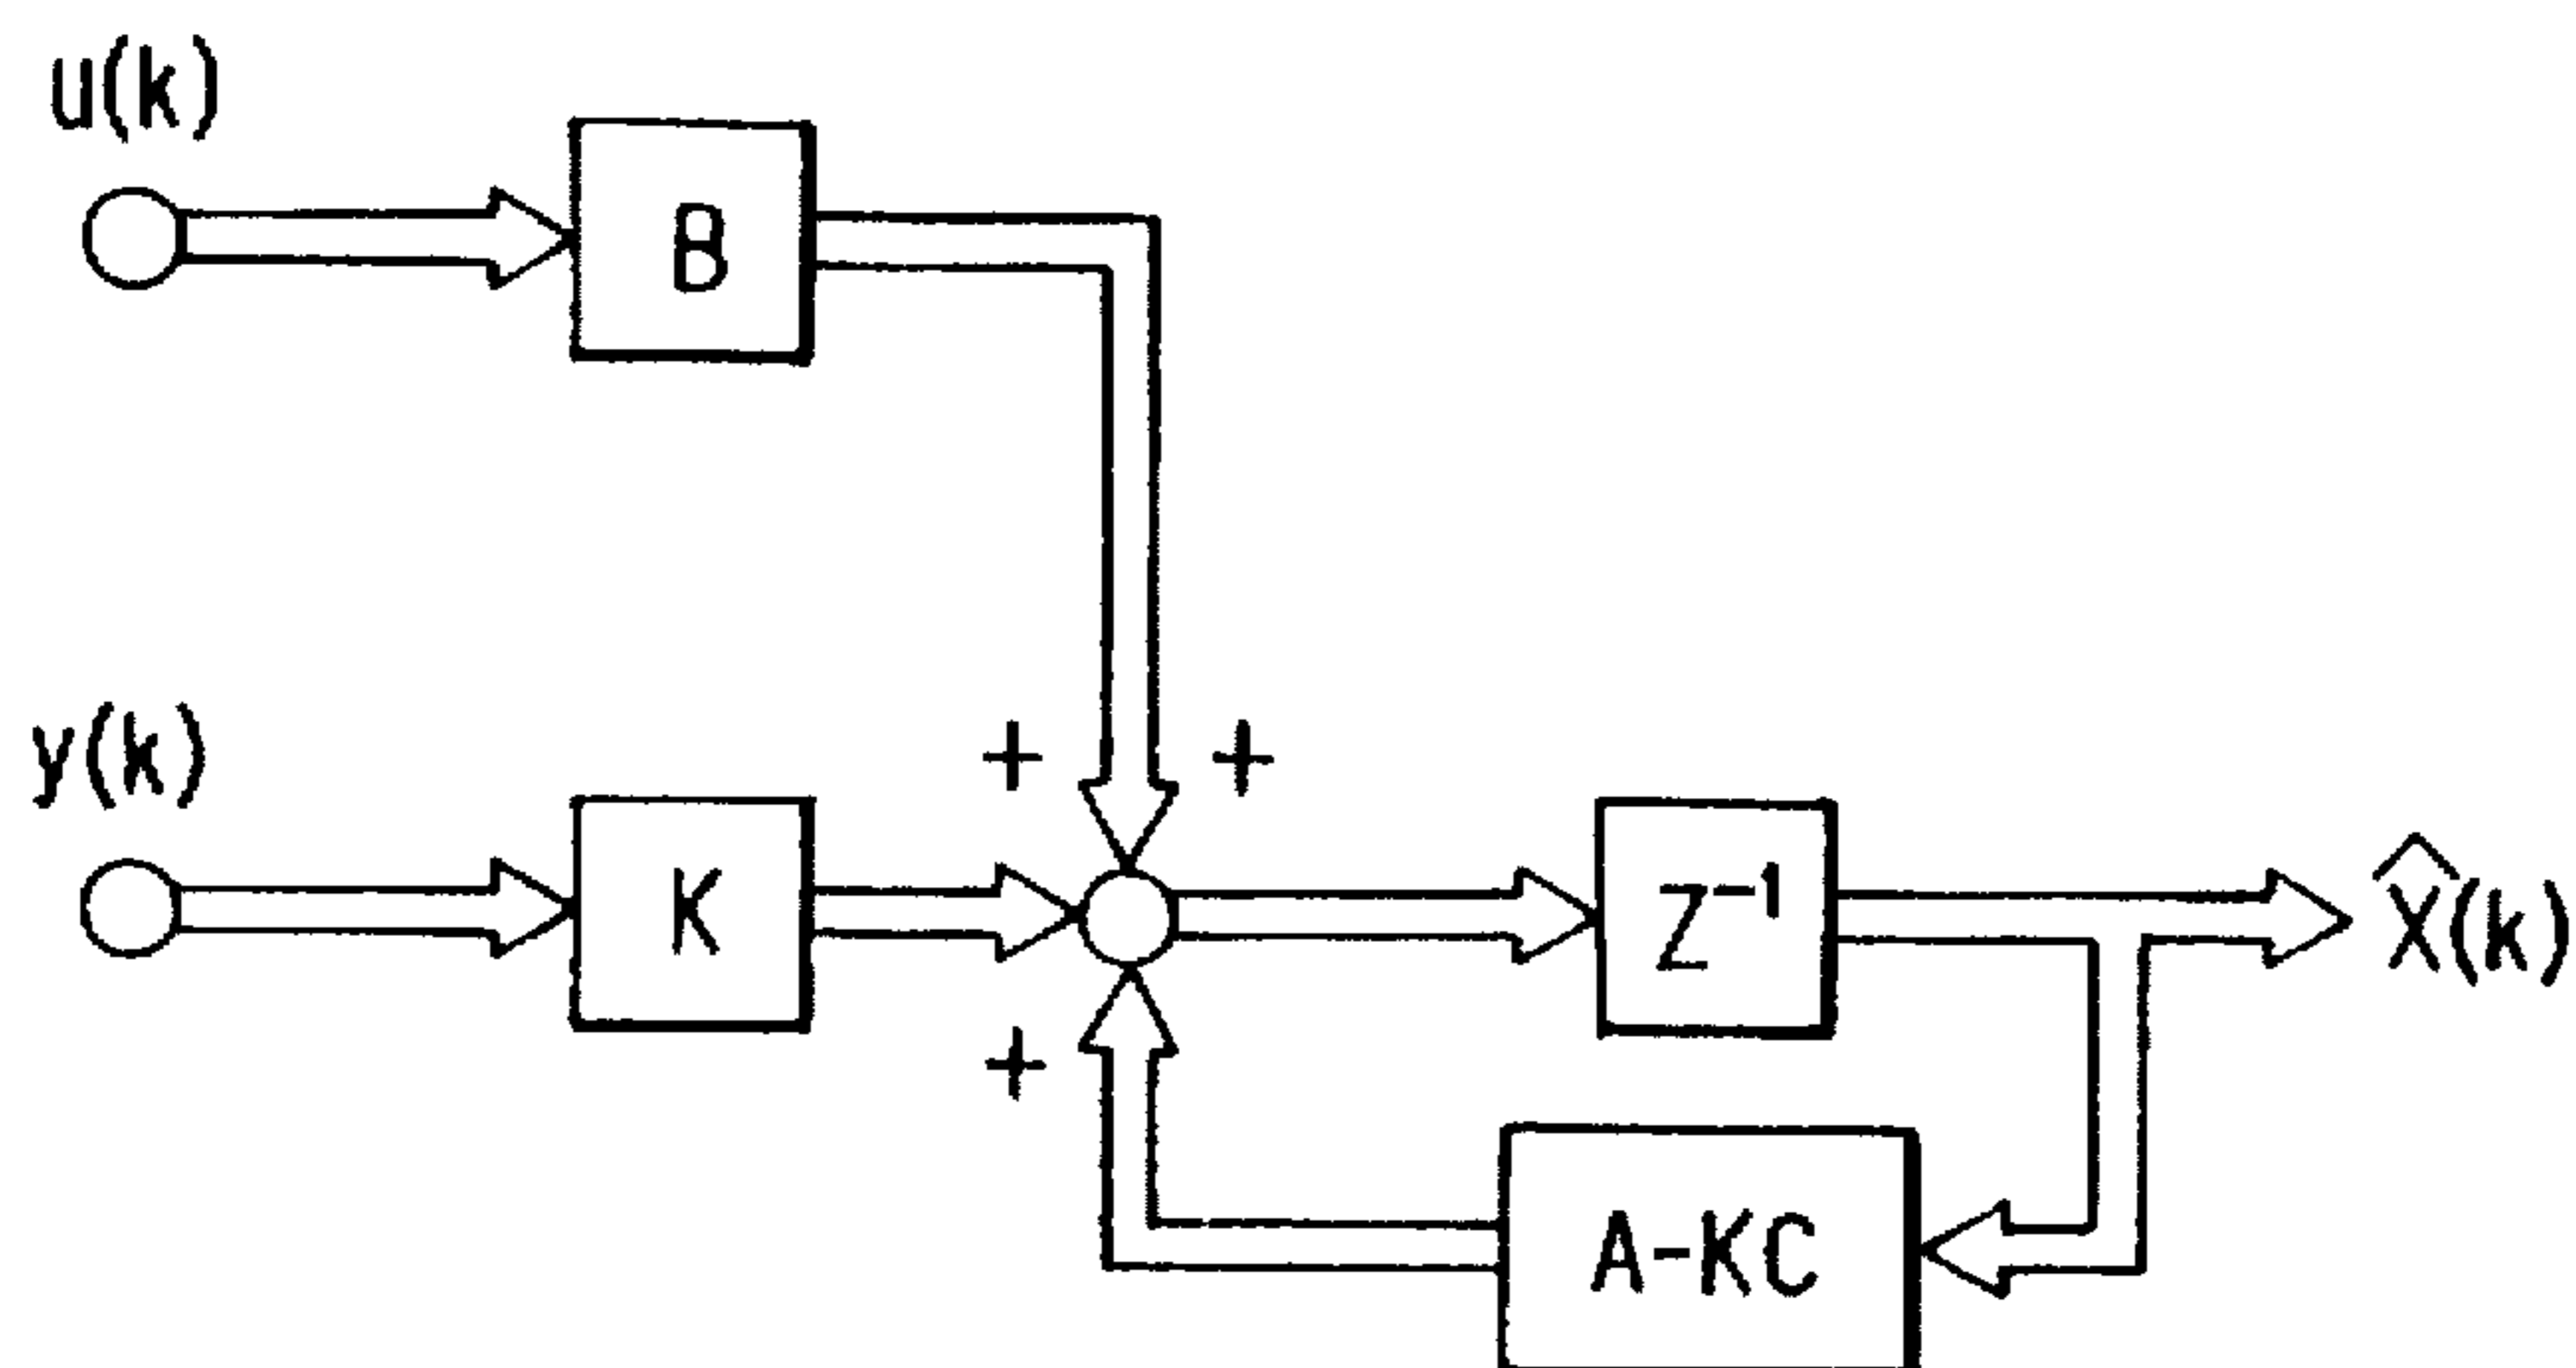 u(k)
B
y(k)
+ +
K
Z⁻¹
X̂(k)
+
A-KC